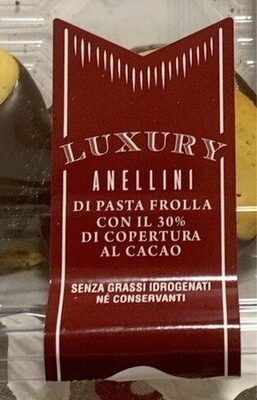 LUXURY
ANELLINI
DI PASTA FROLLA
CON IL 30%
DI COPERTURA
AL CACAO
SENZA GRASSI IDROGENATI
NÉ CONSERVANTI